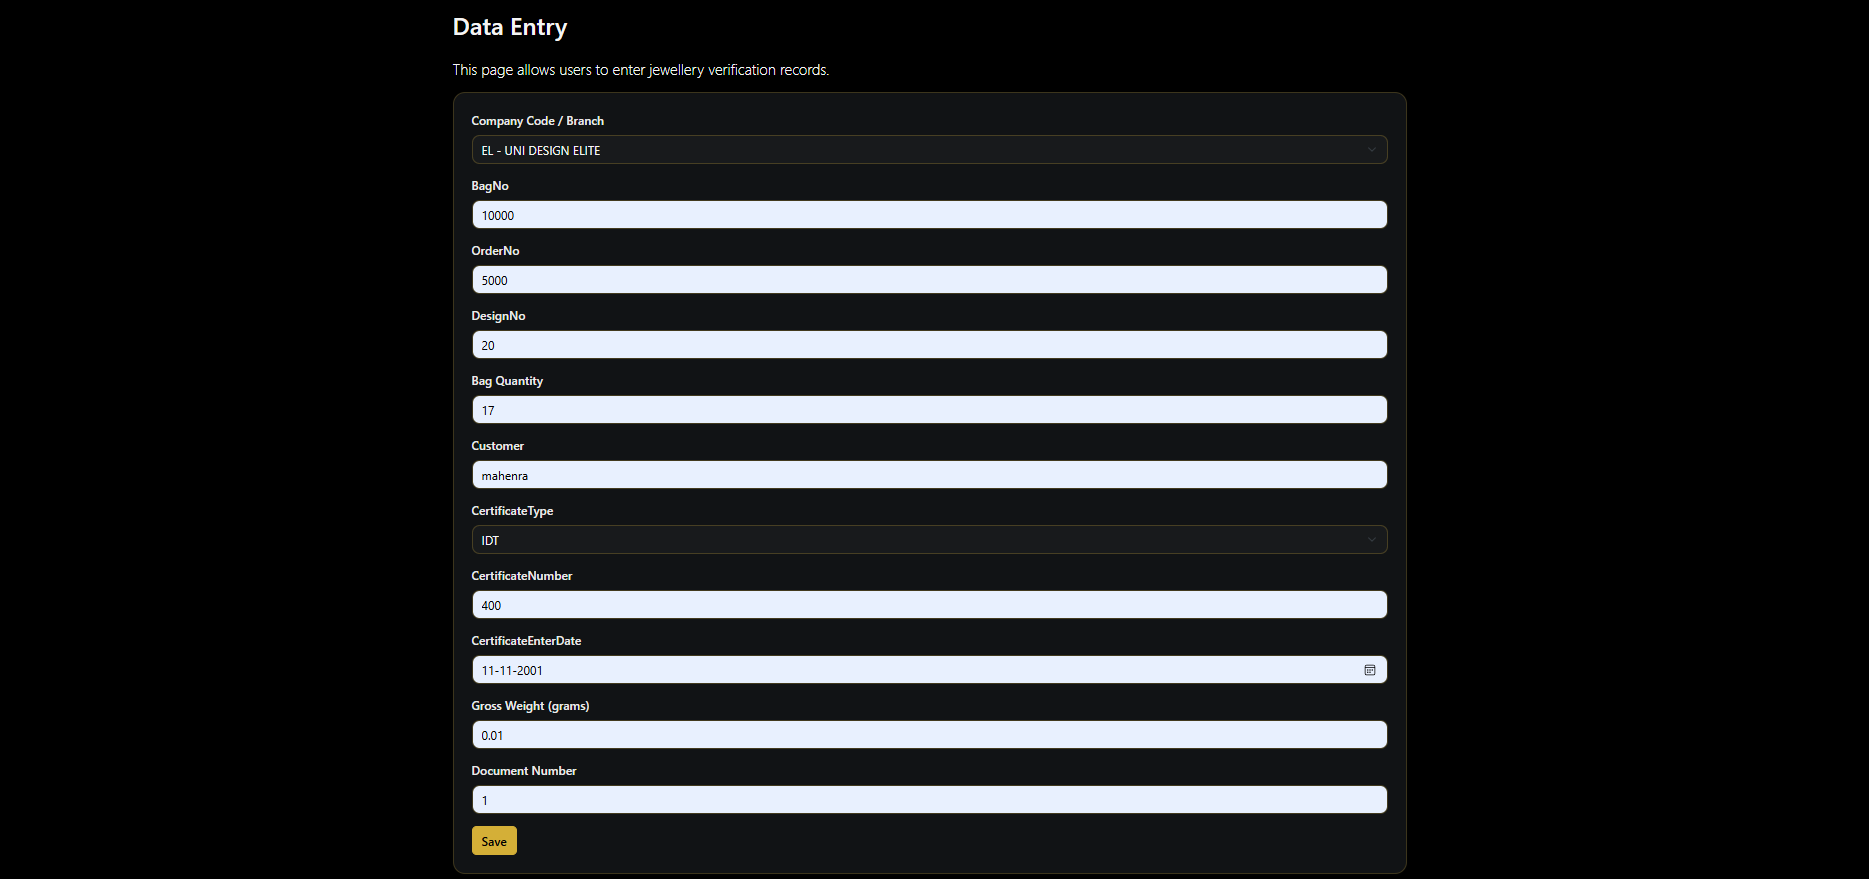 Data Entry
This page allows users to enter jewellery verification records.
Company Code / Branch
EL - UNI DESIGN ELITE
BagNo
10000
OrderNo
5000
DesignNo
20
Bag Quantity
17
Customer
mahenra
CertificateType
IDT
CertificateNumber
400
CertificateEnterDate
11-11-2001
Gross Weight (grams)
0.01
Document Number
1
Save